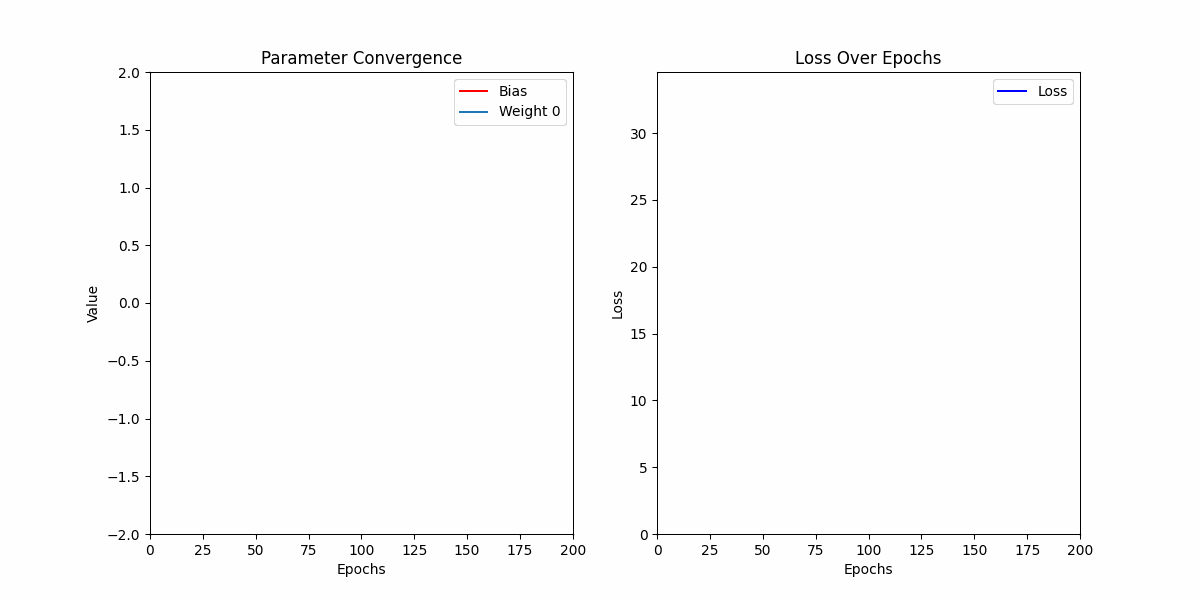 Parameter Convergence
2.0
1.5
1.0
0.5
0.0
−0.5
−1.0
−1.5
−2.0
Value
0 25 50 75 100 125 150 175 200
Epochs
Bias
Weight 0
Loss Over Epochs
30
25
20
15
10
5
0
Loss
0 25 50 75 100 125 150 175 200
Epochs
Loss